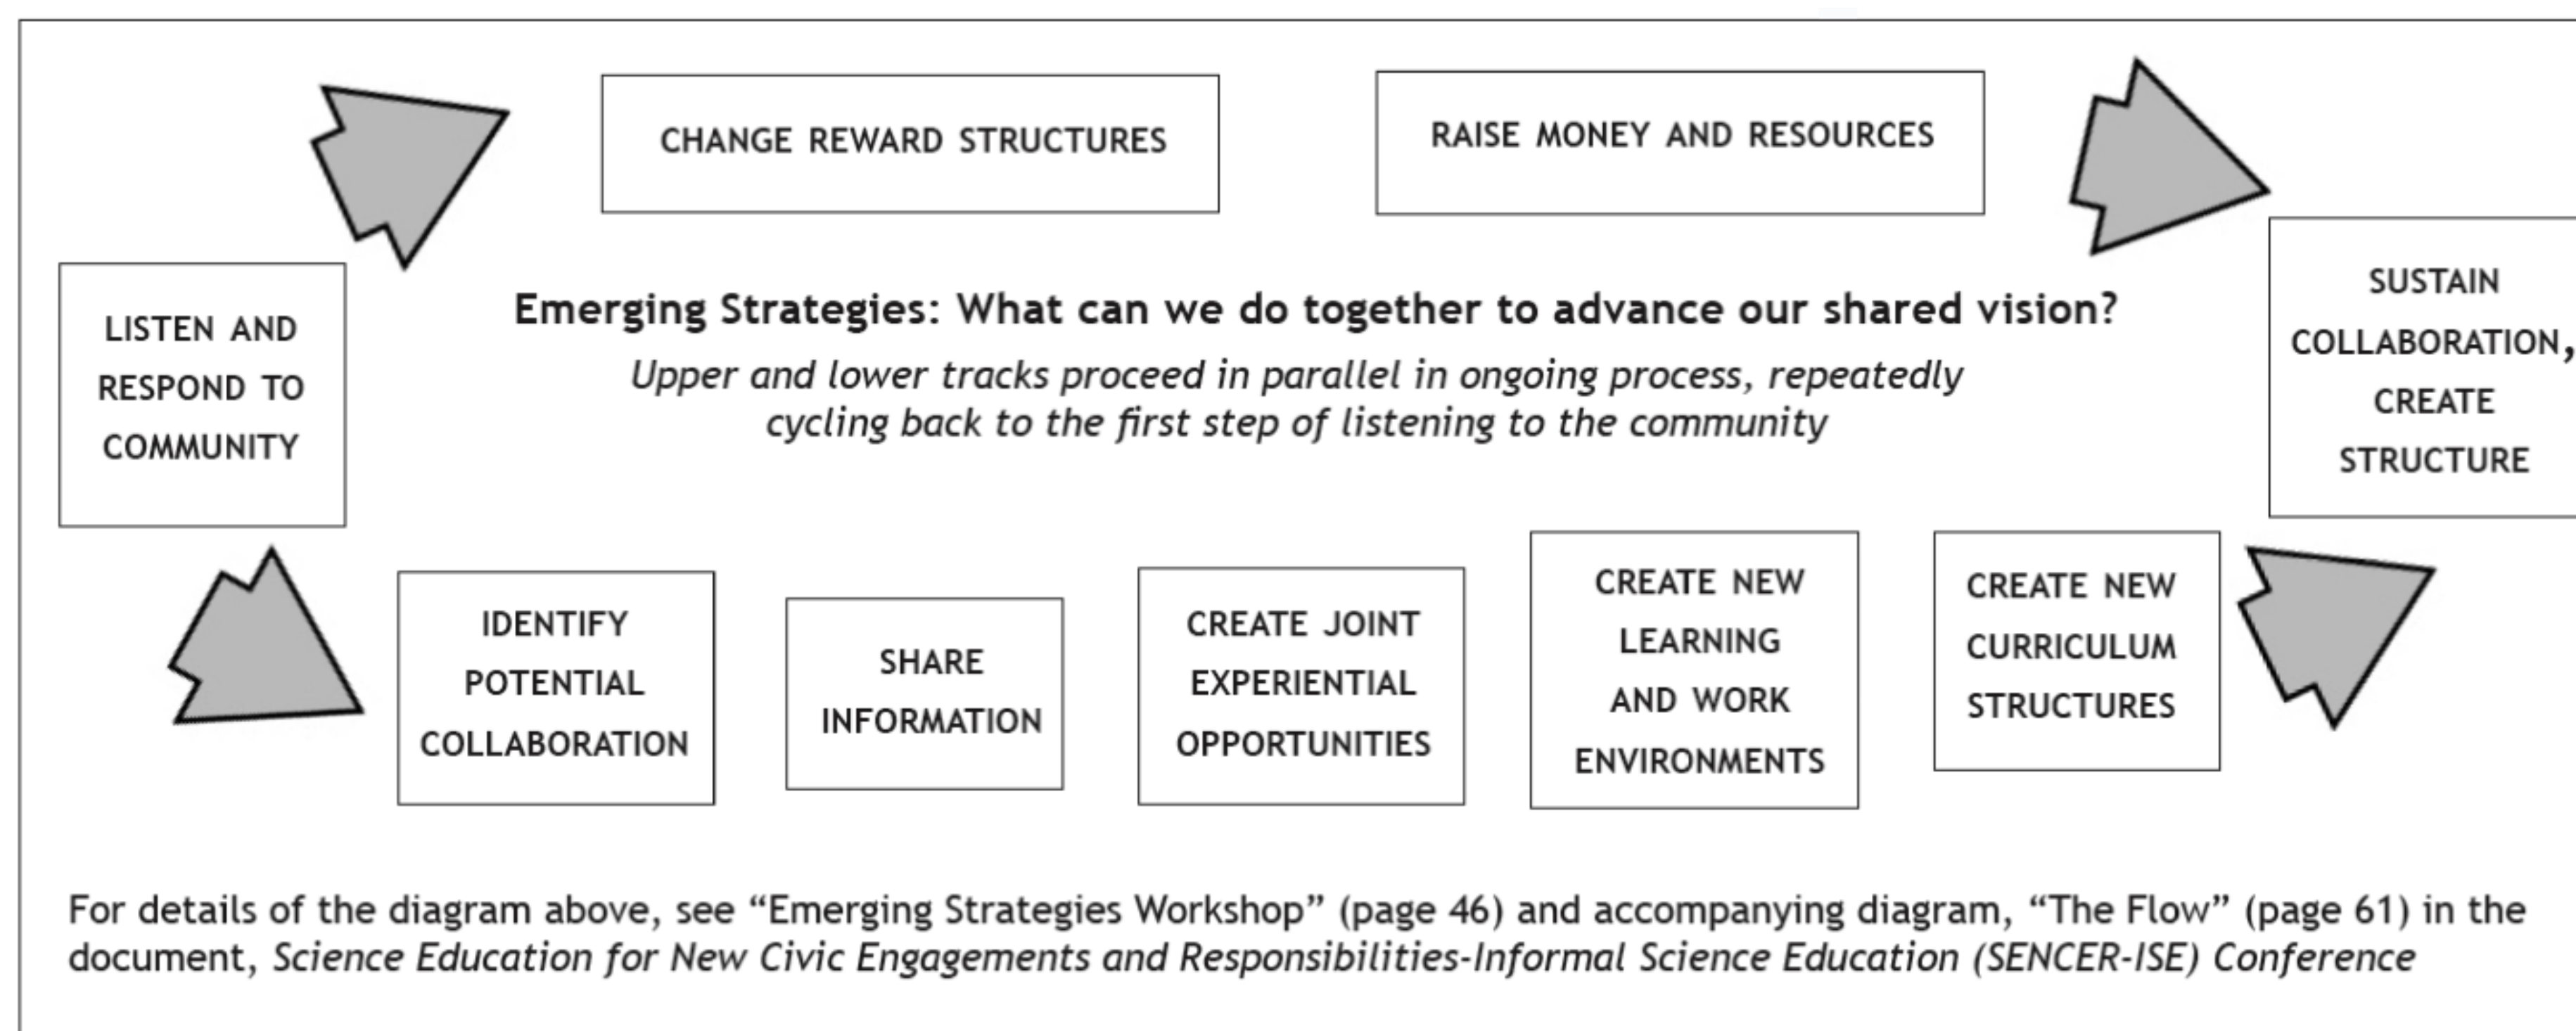 CHANGE REWARD STRUCTURES
RAISE MONEY AND RESOURCES
LISTEN AND
RESPOND TO
COMMUNITY
Emerging Strategies: What can we do together to advance our shared vision?
Upper and lower tracks proceed in parallel in ongoing process, repeatedly
cycling back to the first step of listening to the community
SUSTAIN
COLLABORATION,
CREATE
STRUCTURE
IDENTIFY
POTENTIAL
COLLABORATION
SHARE
INFORMATION
CREATE JOINT
EXPERIENTIAL
OPPORTUNITIES
CREATE NEW
LEARNING
AND WORK
ENVIRONMENTS
CREATE NEW
CURRICULUM
STRUCTURES
For details of the diagram above, see “Emerging Strategies Workshop” (page 46) and accompanying diagram, “The Flow” (page 61) in the
document, Science Education for New Civic Engagements and Responsibilities-Informal Science Education (SENCER-ISE) Conference